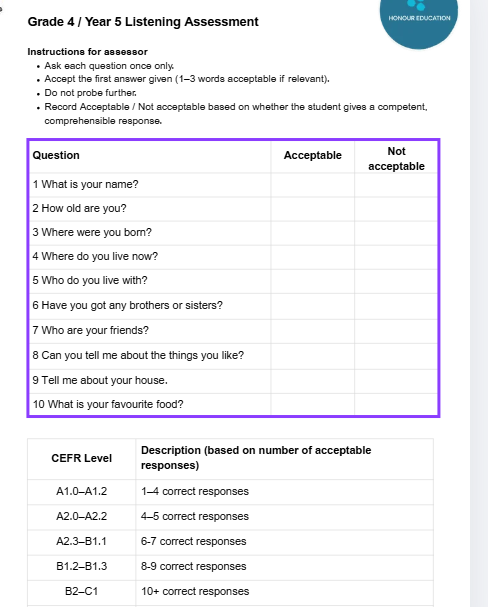 HONOUR EDUCATION
Grade 4 / Year 5 Listening Assessment
Instructions for assessor
• Ask each question once only.
• Accept the first answer given (1–3 words acceptable if relevant).
• Do not probe further.
• Record Acceptable / Not acceptable based on whether the student gives a competent,
comprehensible response.
Question Acceptable Not
acceptable
1 What is your name?
2 How old are you?
3 Where were you born?
4 Where do you live now?
5 Who do you live with?
6 Have you got any brothers or sisters?
7 Who are your friends?
8 Can you tell me about the things you like?
9 Tell me about your house.
10 What is your favourite food?
CEFR Level Description (based on number of acceptable
responses)
A1.0–A1.2 1–4 correct responses
A2.0–A2.2 4–5 correct responses
A2.3–B1.1 6-7 correct responses
B1.2–B1.3 8-9 correct responses
B2–C1 10+ correct responses